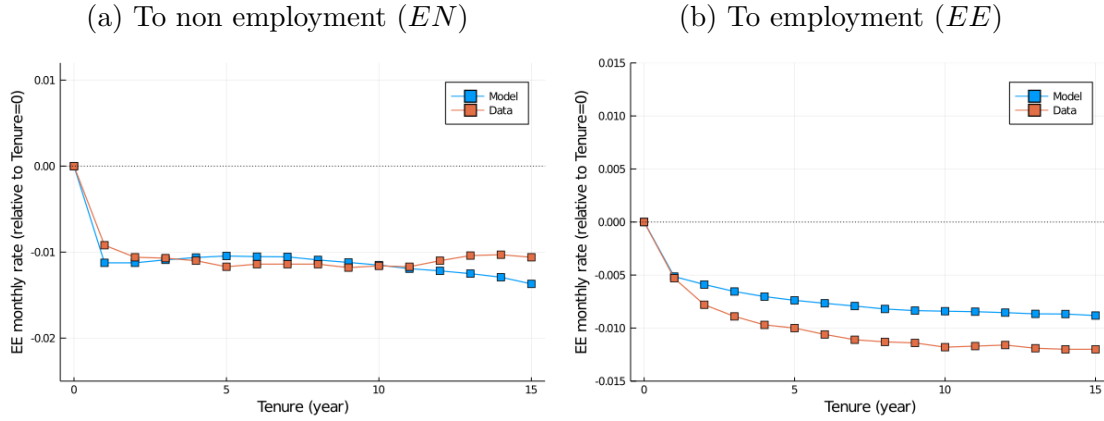 (a) To non employment (EN)
EE monthly rate (relative to Tenure=0)
0.01
0.00
-0.01
-0.02
Model
Data
0
5
10
15
Tenure (year)
(b) To employment (EE)
EE monthly rate (relative to Tenure=0)
0.015
0.010
0.005
0.000
-0.005
-0.010
-0.015
Model
Data
0
5
10
15
Tenure (year)